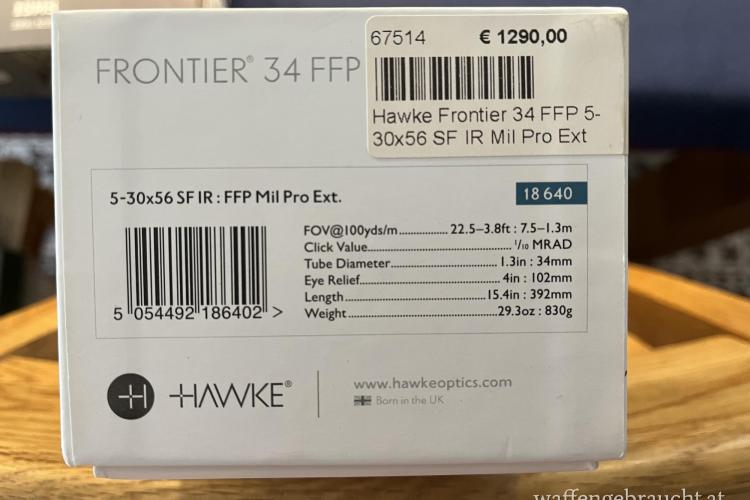 FRONTIER® 34 FFP
67514 € 1290,00
Hawke Frontier 34 FFP 5-
30x56 SF IR Mil Pro Ext
5-30x56 SF IR : FFP Mil Pro Ext.
18 640
FOV@100yds/m 22.5–3.8ft : 7.5–1.3m
Click Value 1/10 MRAD
Tube Diameter 1.3in : 34mm
Eye Relief 4in : 102mm
Length 15.4in : 392mm
Weight 29.3oz : 830g
5 054492 186402 >
HAWKE®
www.hawkeoptics.com
Born in the UK
waffengebraucht.at